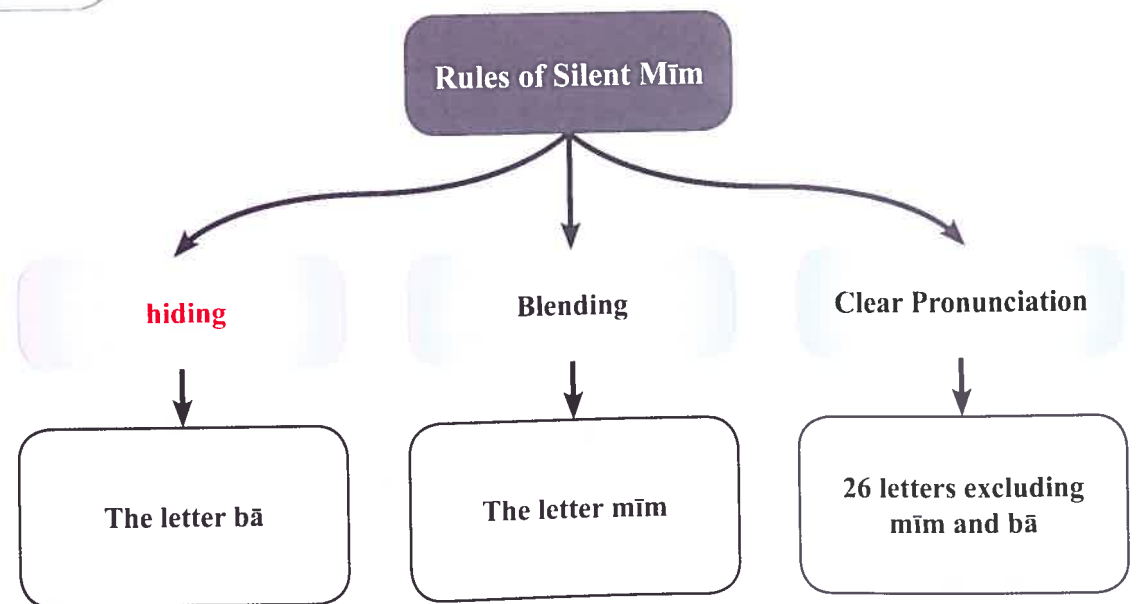 Rules of Silent Mīm
hiding
Blending
Clear Pronunciation
The letter bā
The letter mīm
26 letters excluding
mīm and bā